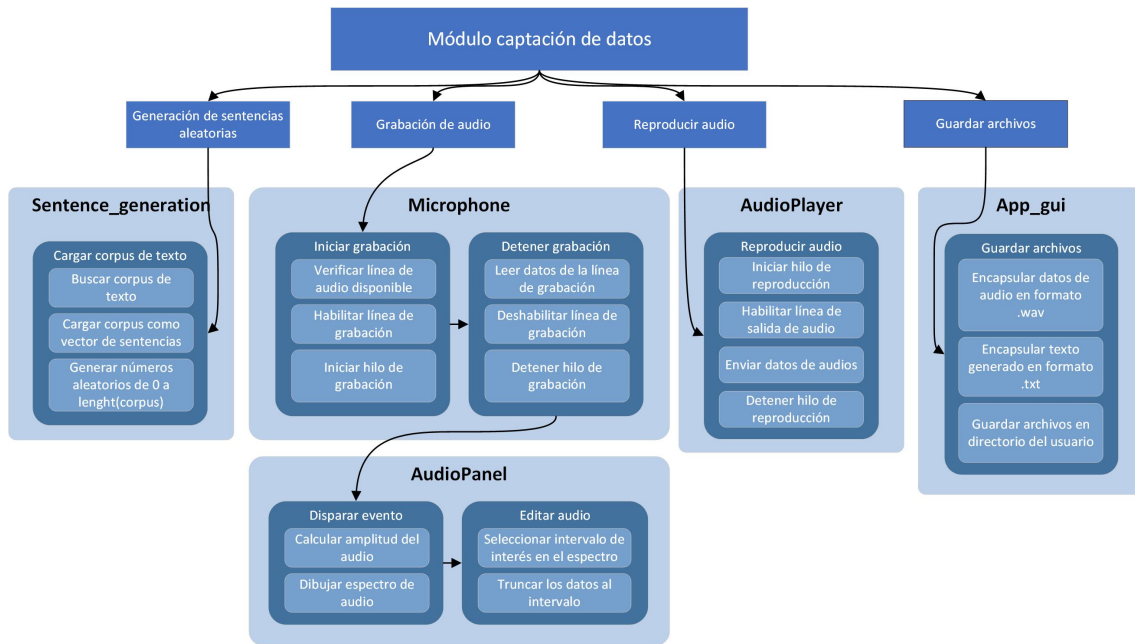 Módulo captación de datos
Generación de sentencias
aleatorias
Grabación de audio
Reproducir audio
Guardar archivos
Sentence_generation
Cargar corpus de texto
Buscar corpus de
texto
Cargar corpus como
vector de sentencias
Generar números
aleatorios de 0 a
lenght(corpus)
Microphone
Iniciar grabación
Verificar línea de
audio disponible
Habilitar línea de
grabación
Iniciar hilo de
grabación
Detener grabación
Leer datos de la línea
de grabación
Deshabilitar línea de
grabación
Detener hilo de
grabación
AudioPlayer
Reproducir audio
Iniciar hilo de
reproducción
Habilitar línea de
salida de audio
Enviar datos de audios
Detener hilo de
reproducción
App_gui
Guardar archivos
Encapsular datos de
audio en formato
.wav
Encapsular texto
generado en formato
.txt
Guardar archivos en
directorio del usuario
AudioPanel
Disparar evento
Calcular amplitud del
audio
Dibujar espectro de
audio
Editar audio
Seleccionar intervalo de
interés en el espectro
Truncar los datos al
intervalo